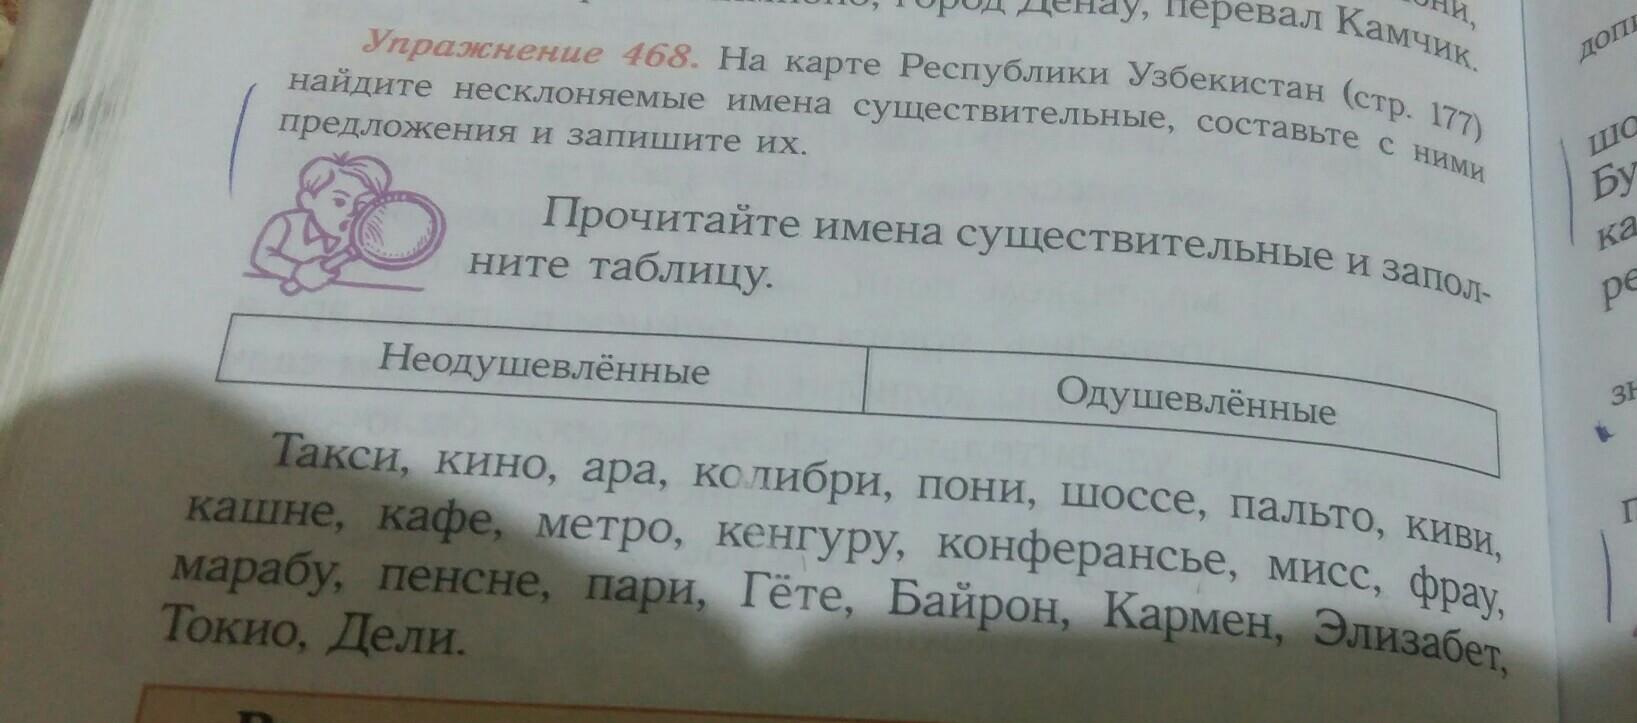 город Денау, перевал Камчик.
Упражнение 468. На карте Республики Узбекистан (стр. 177)
найдите несклоняемые имена существительные, составьте с ними
предложения и запишите их.
Прочитайте имена существительные и запол-
ните таблицу.
Неодушевлённые
Одушевлённые
Такси, кино, ара, колибри, пони, шоссе, пальто, киви,
кашне, кафе, метро, кенгуру, конферансье, мисс, фрау,
марабу, пенсне, пари, Гёте, Байрон, Кармен, Элизабет,
Токио, Дели.